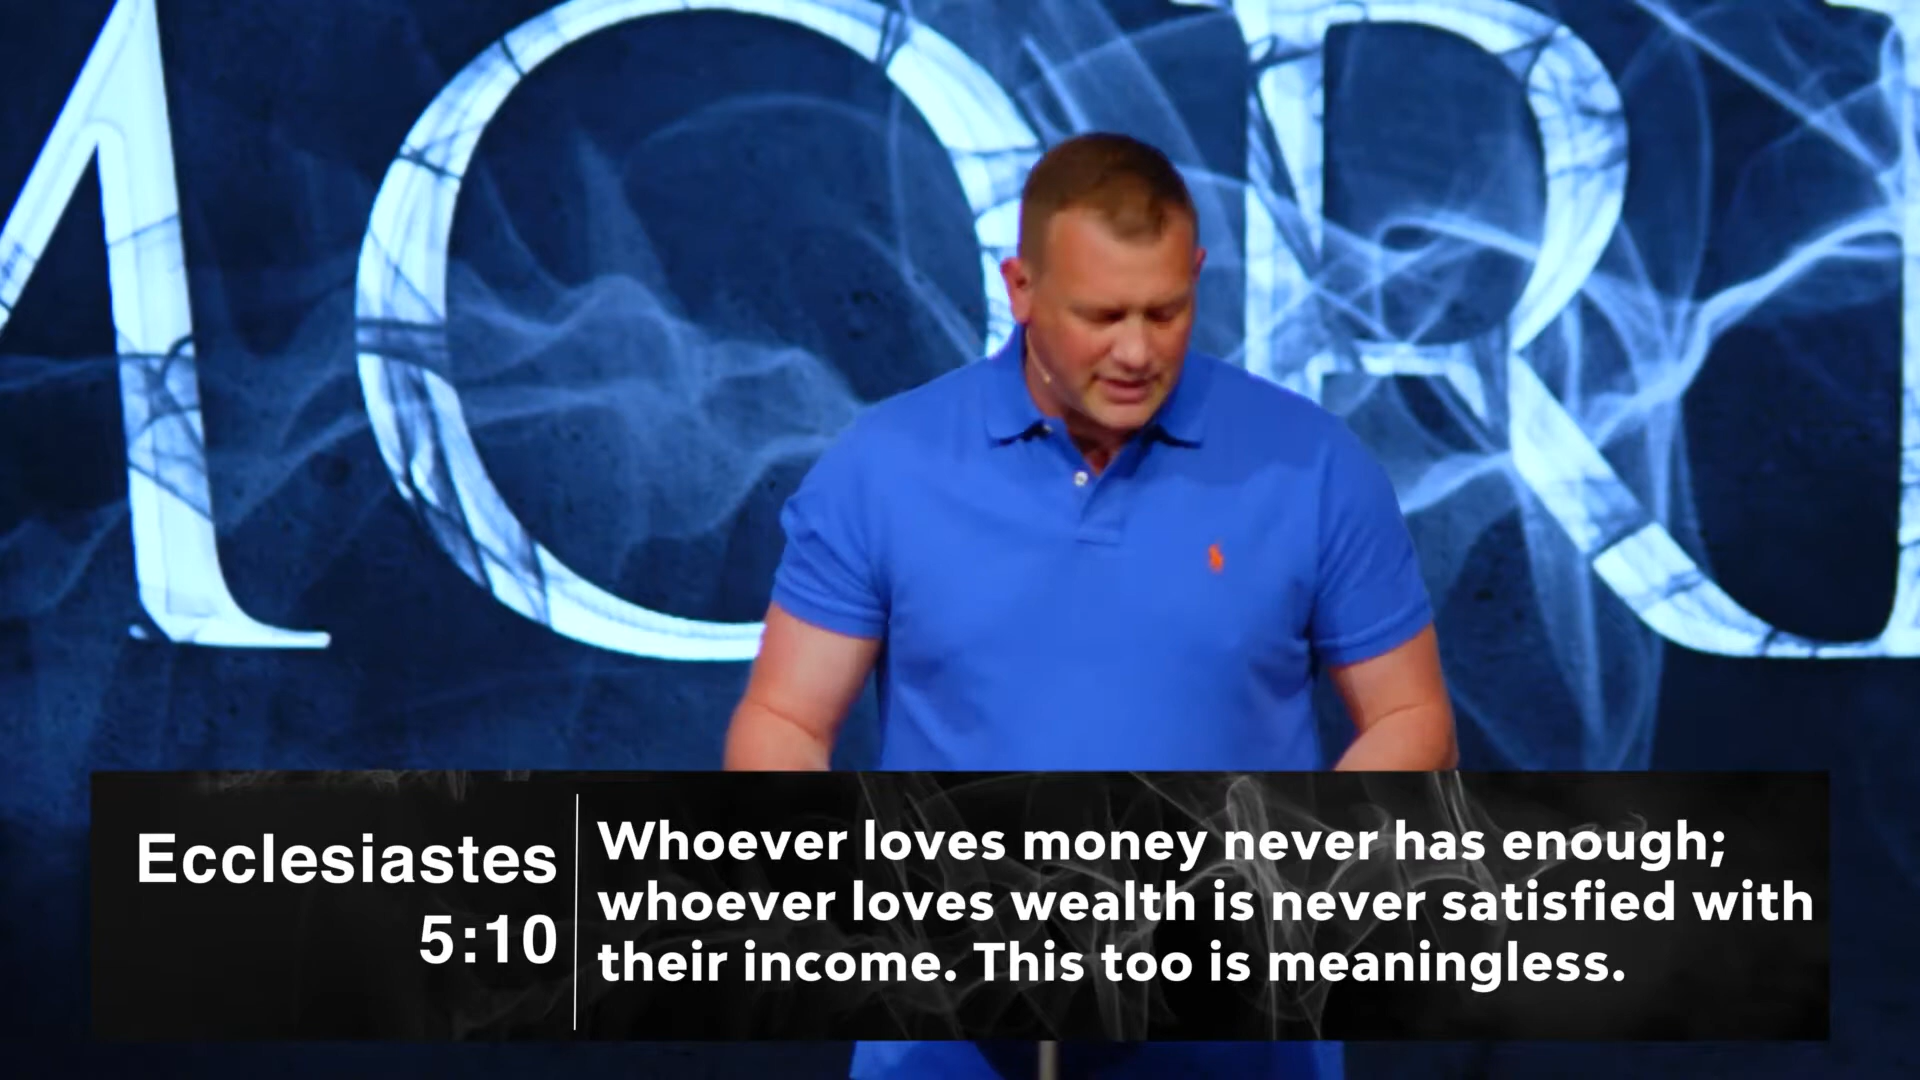 MORE
Ecclesiastes
5:10
Whoever loves money never has enough;
whoever loves wealth is never satisfied with
their income. This too is meaningless.